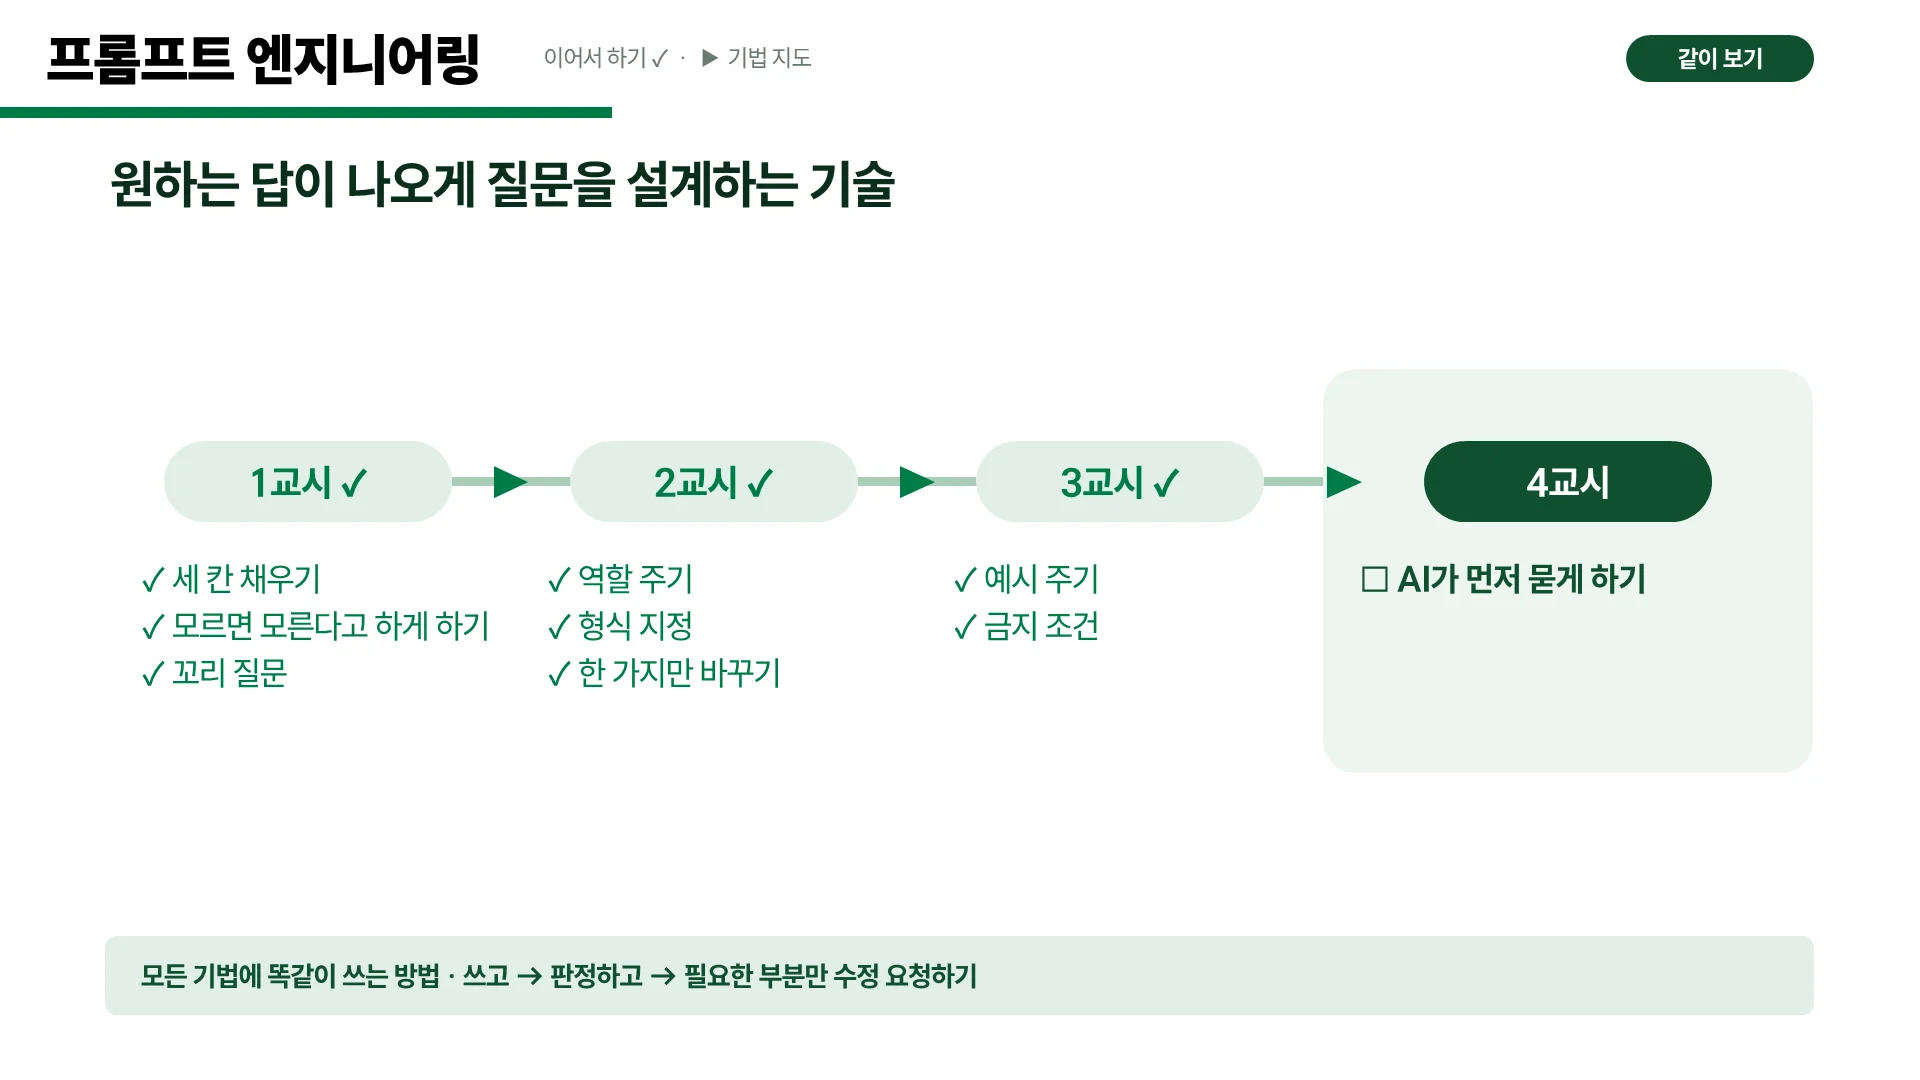 프롬프트 엔지니어링
이어서 하기 ✓ · ▶ 기법 지도
같이 보기
원하는 답이 나오게 질문을 설계하는 기술
1교시 ✓
2교시 ✓
3교시 ✓
4교시
✓ 세 칸 채우기
✓ 모르면 모른다고 하게 하기
✓ 꼬리 질문
✓ 역할 주기
✓ 형식 지정
✓ 한 가지만 바꾸기
✓ 예시 주기
✓ 금지 조건
☐ AI가 먼저 묻게 하기
모든 기법에 똑같이 쓰는 방법 · 쓰고 → 판정하고 → 필요한 부분만 수정 요청하기